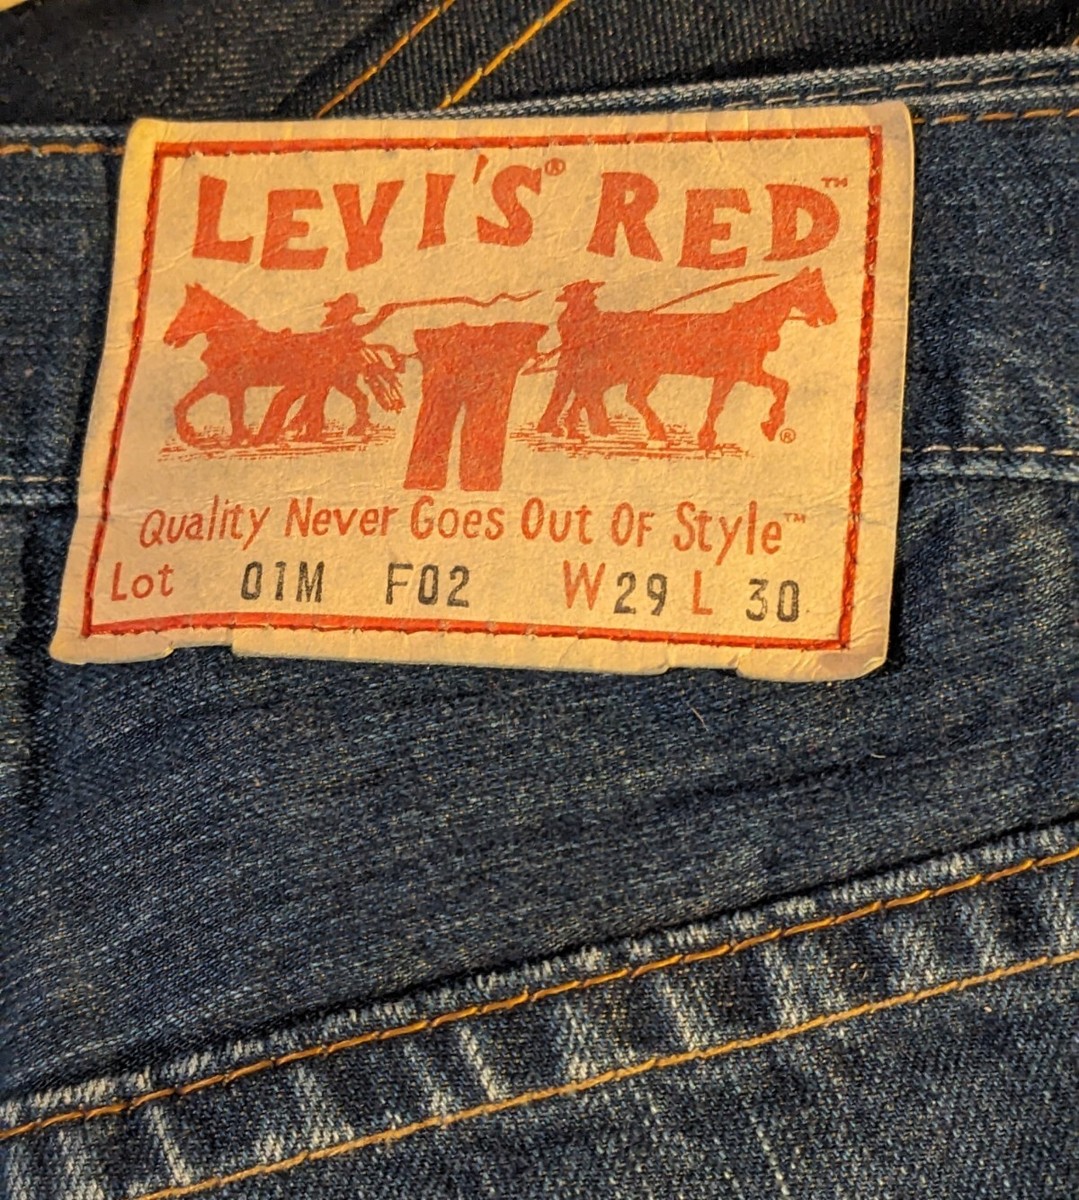 LEVI'S® RED™
®
Quality Never Goes Out Of Style™
Lot 01M F02 W29 L 30